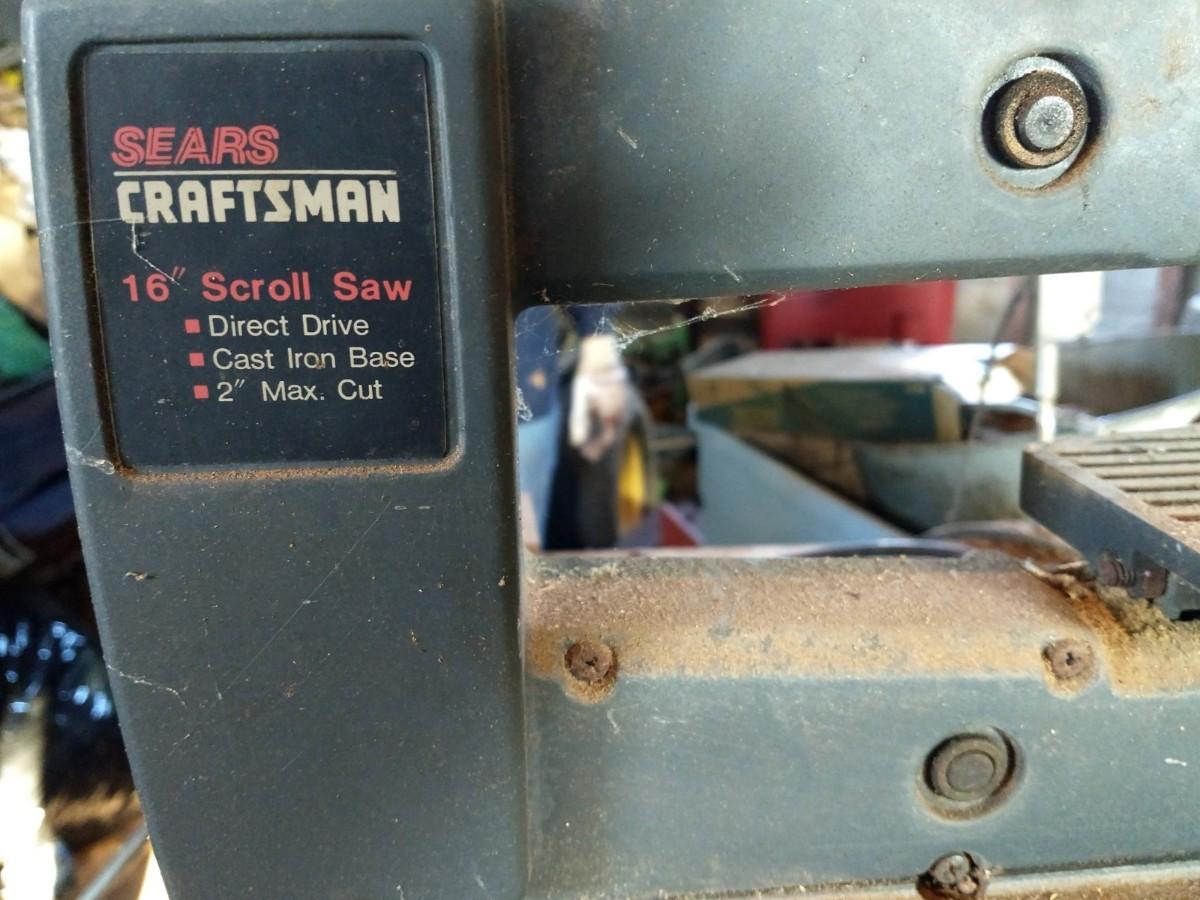 SEARS
CRAFTSMAN
16" Scroll Saw
Direct Drive
Cast Iron Base
2" Max. Cut